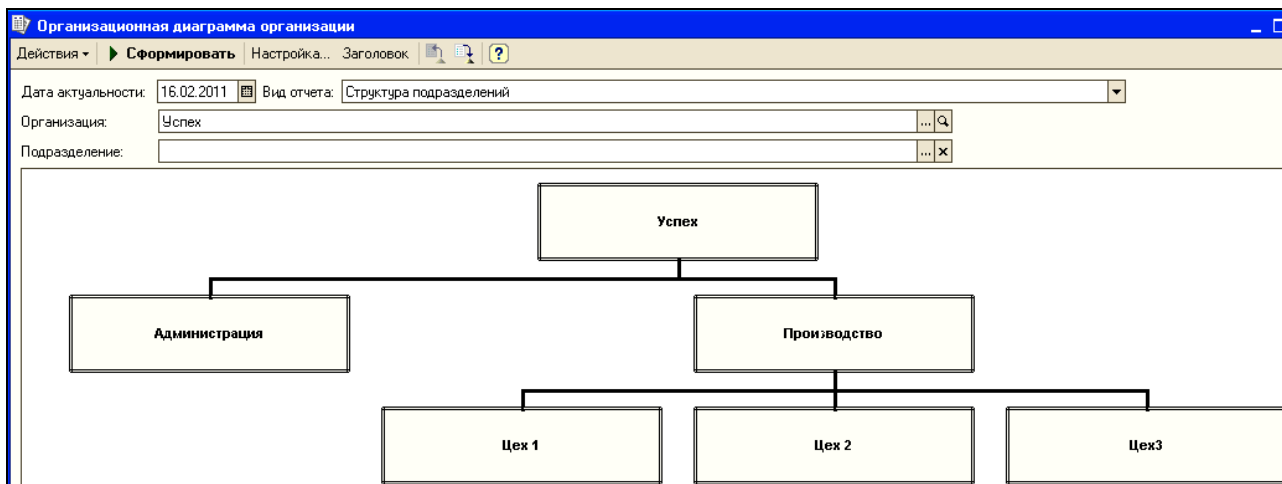 Организационная диаграмма организации
Действия Сформировать Настройка... Заголовок ?
Дата актуальности: 16.02.2011 Вид отчета: Структура подразделений
Организация: Успех ...
Подразделение: ... x
Успех
Администрация Производство
Цех 1 Цех 2 Цех3